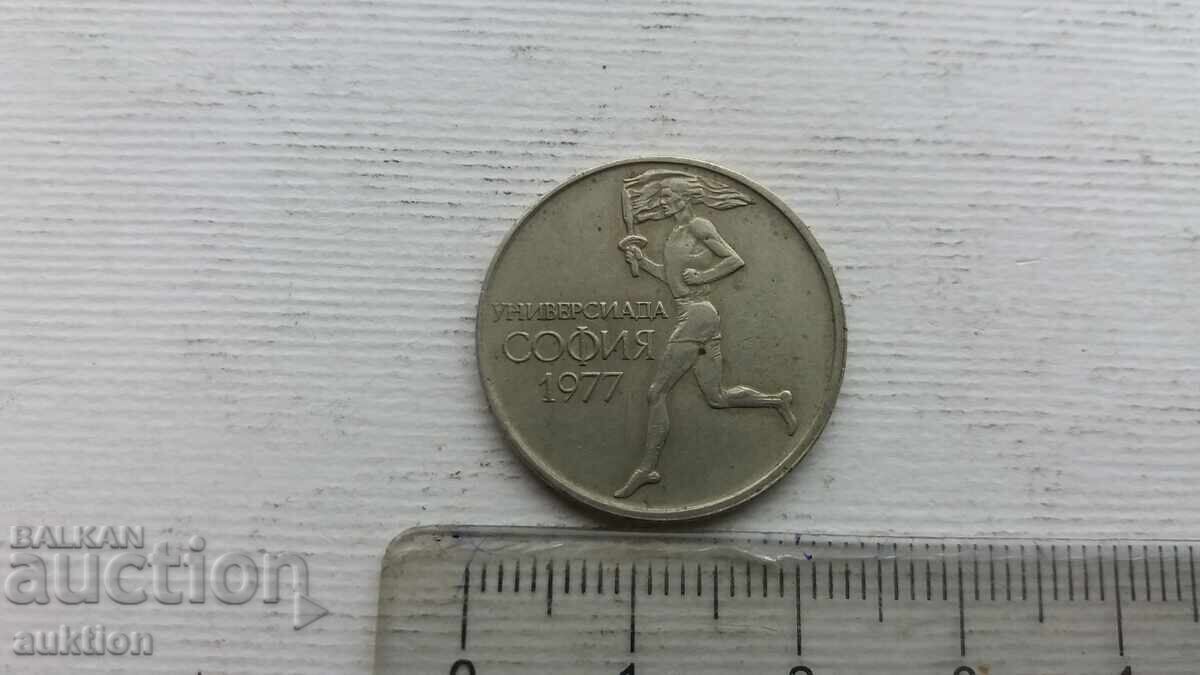 УНИВЕРСИАДА
СОФИЯ
1977
BALKAN
auction
auktion
0 1 2 3 4